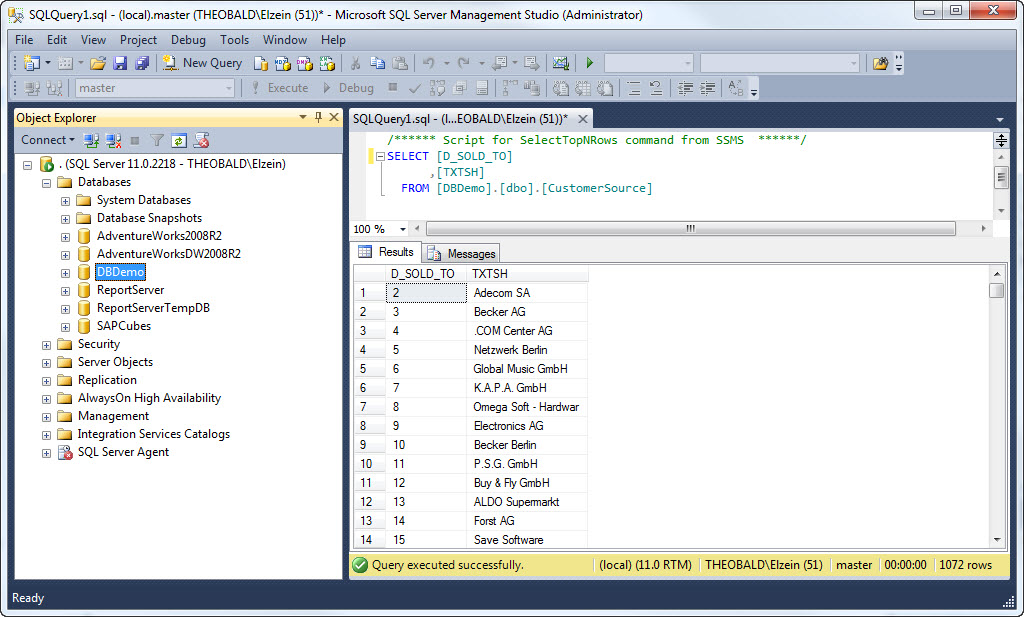 SQLQuery1.sql - (local).master (THEOBALD\Elzein (51))* - Microsoft SQL Server Management Studio (Administrator)
File Edit View Project Debug Tools Window Help
New Query
master Execute Debug
Object Explorer
Connect
. (SQL Server 11.0.2218 - THEOBALD\Elzein)
Databases
System Databases
Database Snapshots
AdventureWorks2008R2
AdventureWorksDW2008R2
DBDemo
ReportServer
ReportServerTempDB
SAPCubes
Security
Server Objects
Replication
AlwaysOn High Availability
Management
Integration Services Catalogs
SQL Server Agent
SQLQuery1.sql - (l...EOBALD\Elzein (51))*
/****** Script for SelectTopNRows command from SSMS ******/
SELECT [D_SOLD_TO]
,[TXTSH]
FROM [DBDemo].[dbo].[CustomerSource]
100 %
Results Messages
D_SOLD_TO TXTSH
1 2 Adecom SA
2 3 Becker AG
3 4 .COM Center AG
4 5 Netzwerk Berlin
5 6 Global Music GmbH
6 7 K.A.P.A. GmbH
7 8 Omega Soft - Hardwar
8 9 Electronics AG
9 10 Becker Berlin
10 11 P.S.G. GmbH
11 12 Buy & Fly GmbH
12 13 ALDO Supermarkt
13 14 Forst AG
14 15 Save Software
Query executed successfully. (local) (11.0 RTM) THEOBALD\Elzein (51) master 00:00:00 1072 rows
Ready